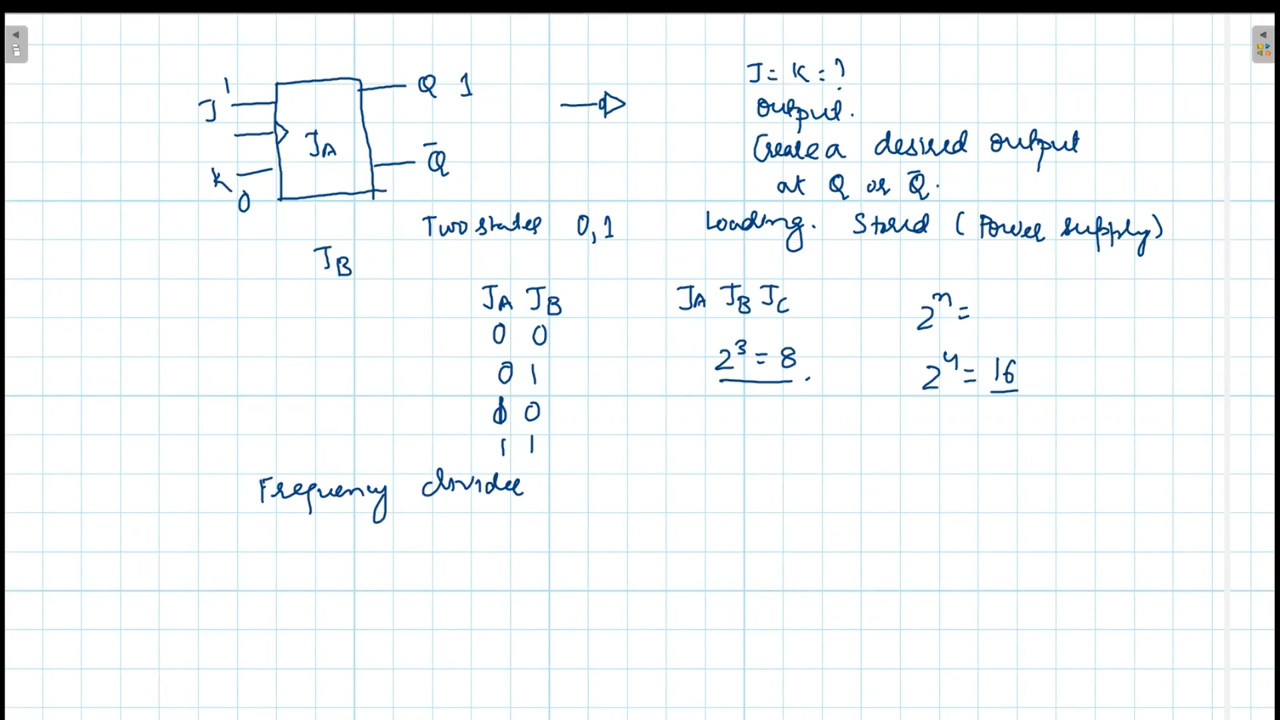 J 1
K 0
JA
Q 1
Q̄
J = K = ?
output.
Create a desired output
at Q or Q̄.
Two states 0, 1
Loading. Stored (Power supply)
JB
JA JB
0 0
0 1
1 0
1 1
JA JB JC
2³ = 8.
2ⁿ =
2⁴ = 16
Frequency divider